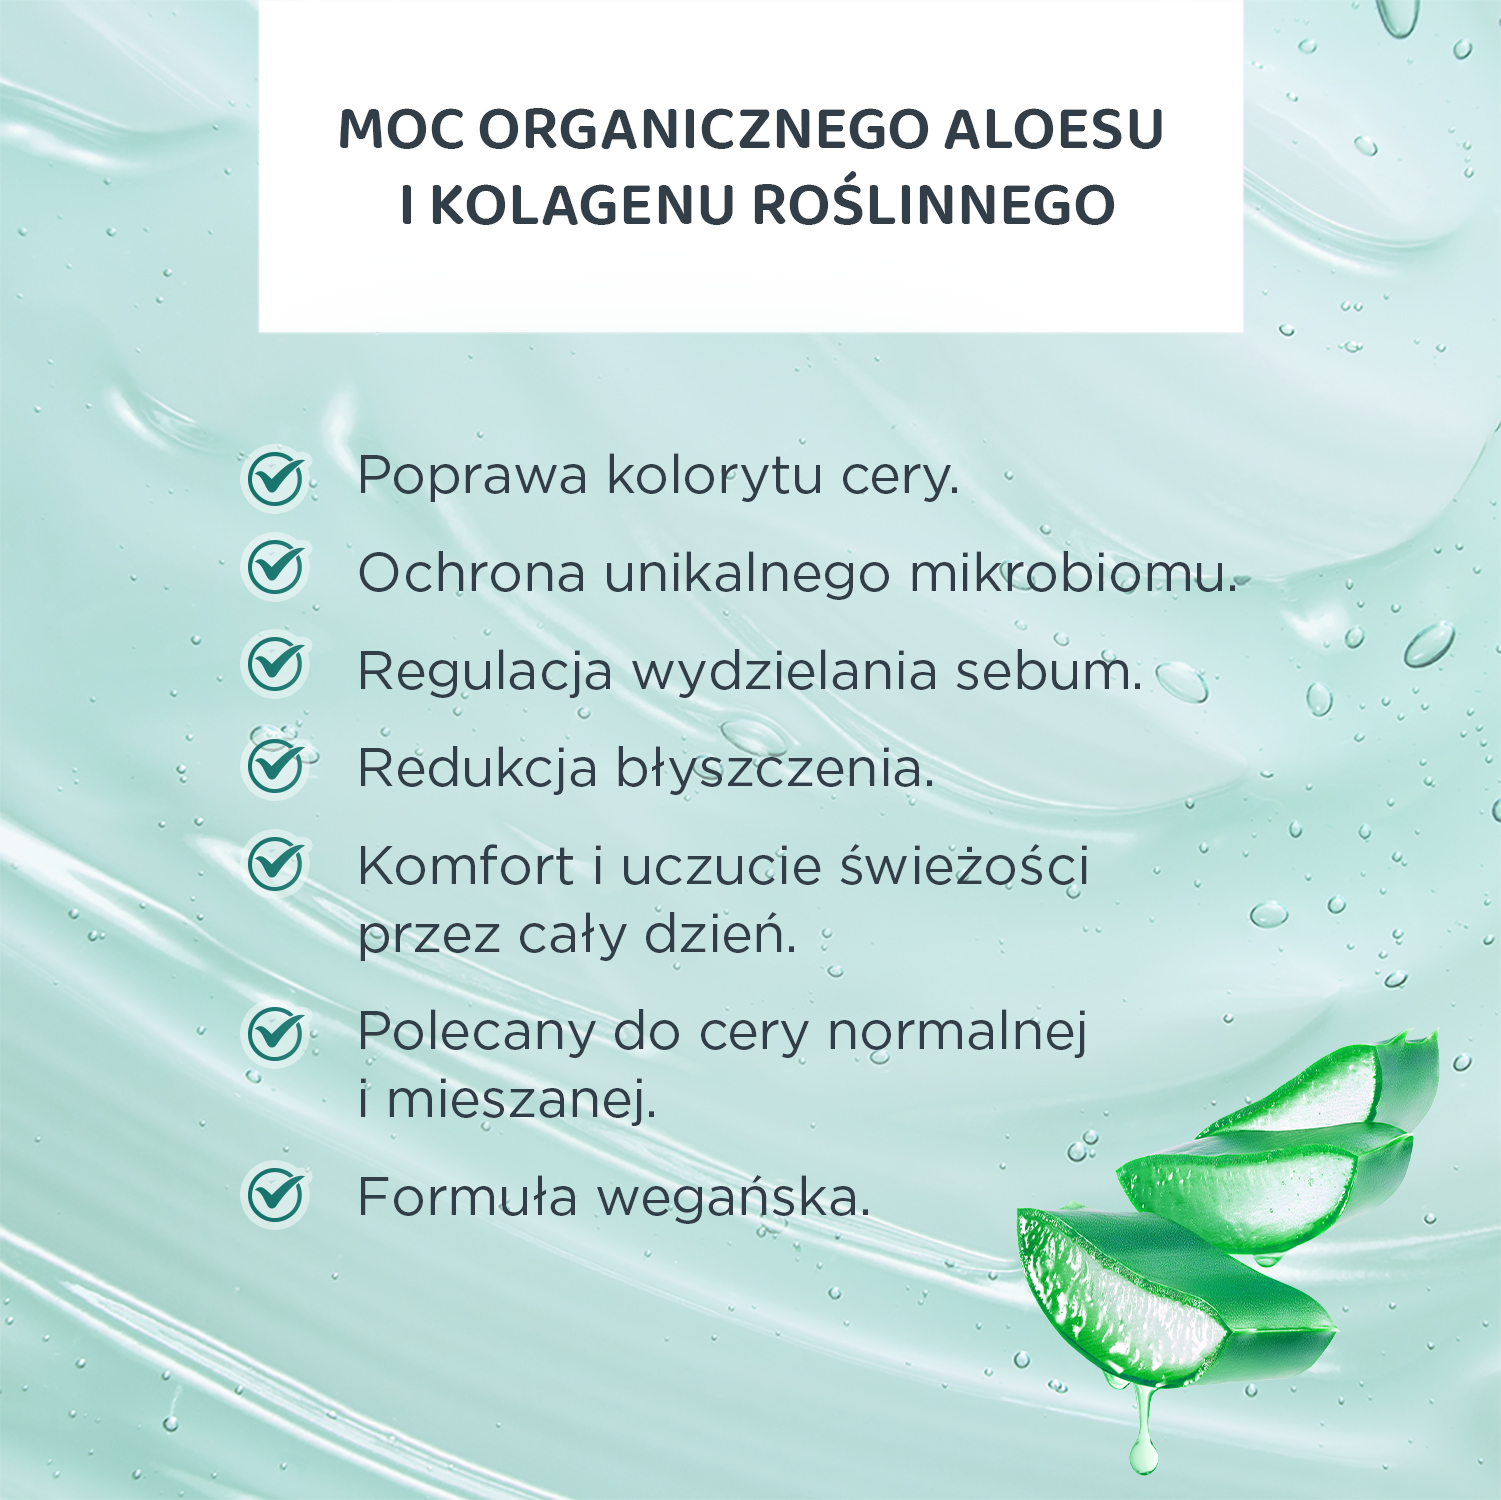 MOC ORGANICZNEGO ALOESU
I KOLAGENU ROŚLINNEGO
Poprawa kolorytu cery.
Ochrona unikalnego mikrobiomu.
Regulacja wydzielania sebum.
Redukcja błyszczenia.
Komfort i uczucie świeżości
przez cały dzień.
Polecany do cery normalnej
i mieszanej.
Formuła wegańska.